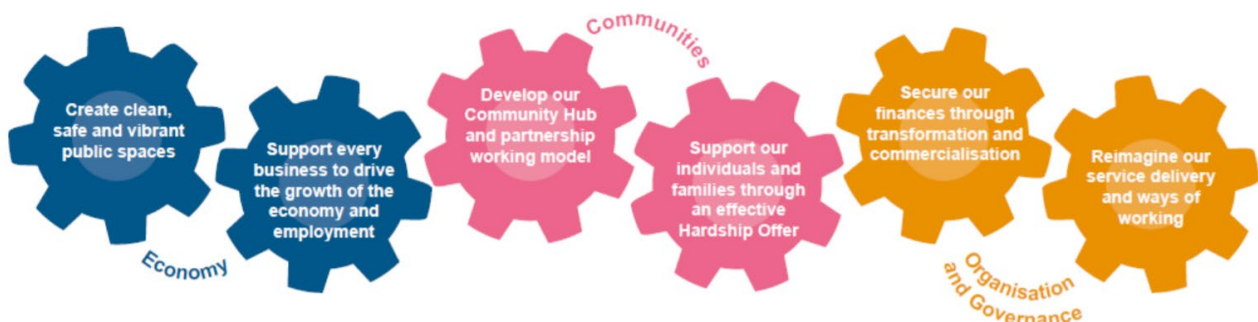 Create clean,
safe and vibrant
public spaces
Support every
business to drive
the growth of the
economy and
employment
Economy
Communities
Develop our
Community Hub
and partnership
working model
Support our
individuals and
families through
an effective
Hardship Offer
Secure our
finances through
transformation and
commercialisation
Reimagine our
service delivery
and ways of
working
Organisation
and Governance